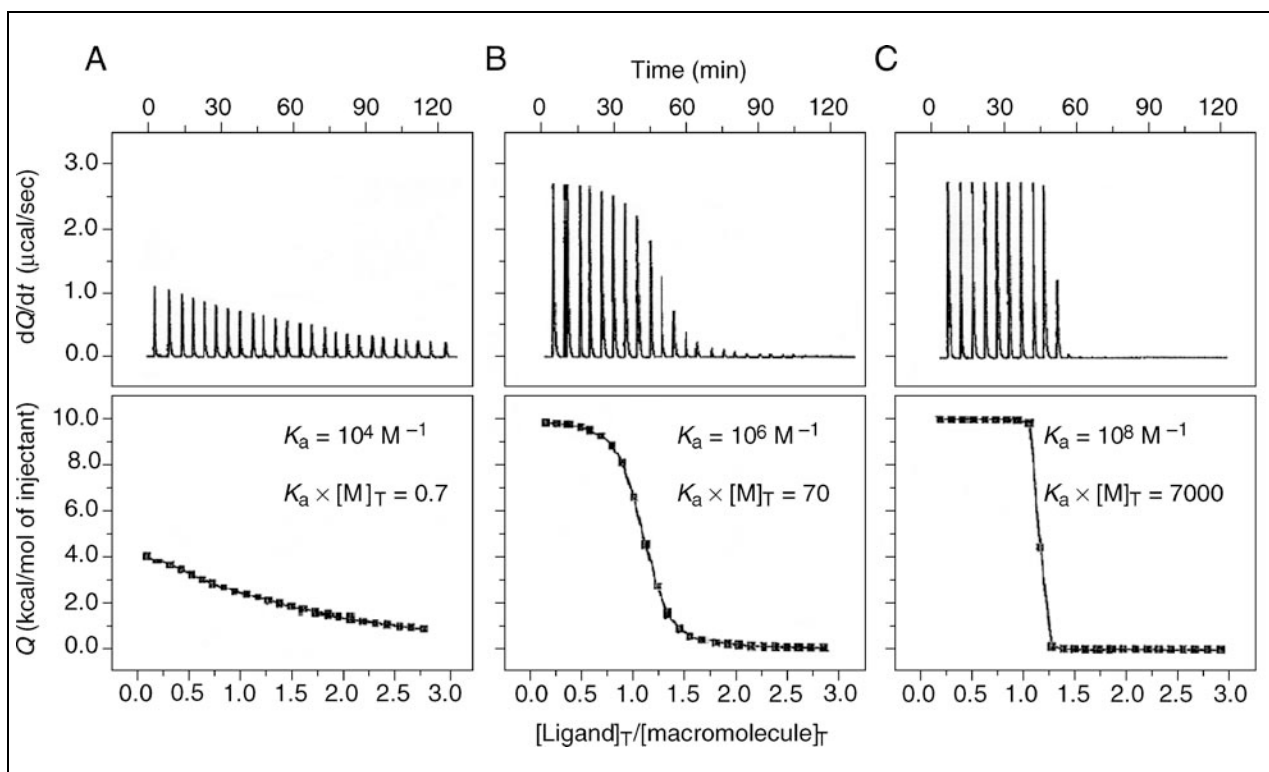 A B C
Time (min)
0 30 60 90 120 0 30 60 90 120 0 30 60 90 120
dQ/dt (μcal/sec)
3.0
2.0
1.0
0.0
Q (kcal/mol of injectant)
10.0
8.0
6.0
4.0
2.0
0.0
Kₐ = 10⁴ M⁻¹
Kₐ × [M]ᴛ = 0.7
Kₐ = 10⁶ M⁻¹
Kₐ × [M]ᴛ = 70
Kₐ = 10⁸ M⁻¹
Kₐ × [M]ᴛ = 7000
0.0 0.5 1.0 1.5 2.0 2.5 3.0 0.0 0.5 1.0 1.5 2.0 2.5 3.0 0.0 0.5 1.0 1.5 2.0 2.5 3.0
[Ligand]ᴛ/[macromolecule]ᴛ